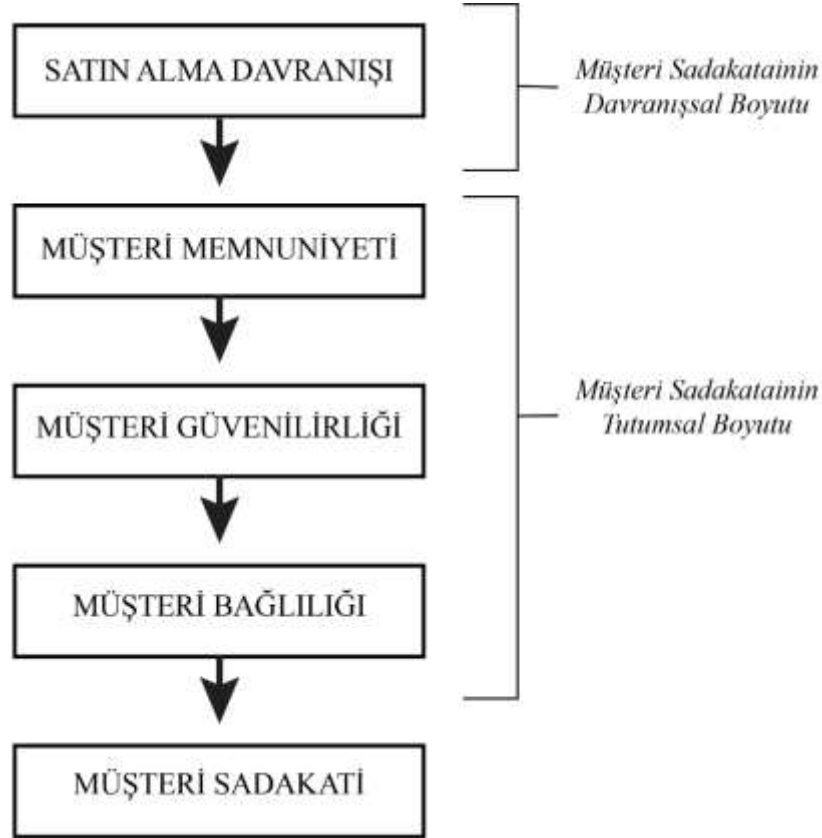 SATIN ALMA DAVRANIŞI
Müşteri Sadakatainin
Davranışsal Boyutu
MÜŞTERİ MEMNUNİYETİ
MÜŞTERİ GÜVENİLİRLİĞİ
Müşteri Sadakatainin
Tutumsal Boyutu
MÜŞTERİ BAĞLILIĞI
MÜŞTERİ SADAKATİ